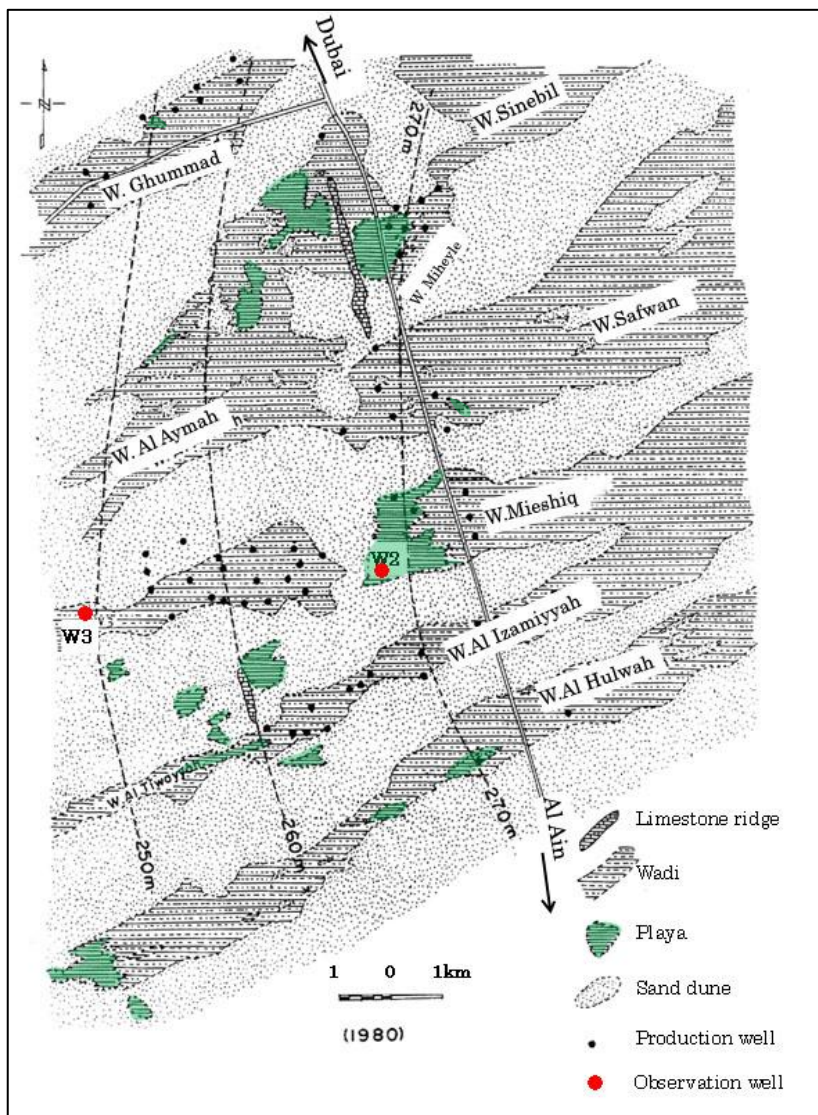 Dubai
N
270m
W.Sinebil
W. Ghummad
W. Miheyle
W.Safwan
W. Al Aymah
h
W.Mieshiq
W2
W3
W.Al Izamiyyah
W.Al Hulwah
W. Al
250m
260m
270m
Al Ain
Limestone ridge
Wadi
Playa
Sand dune
Production well
Observation well
1 0 1km
(1980)